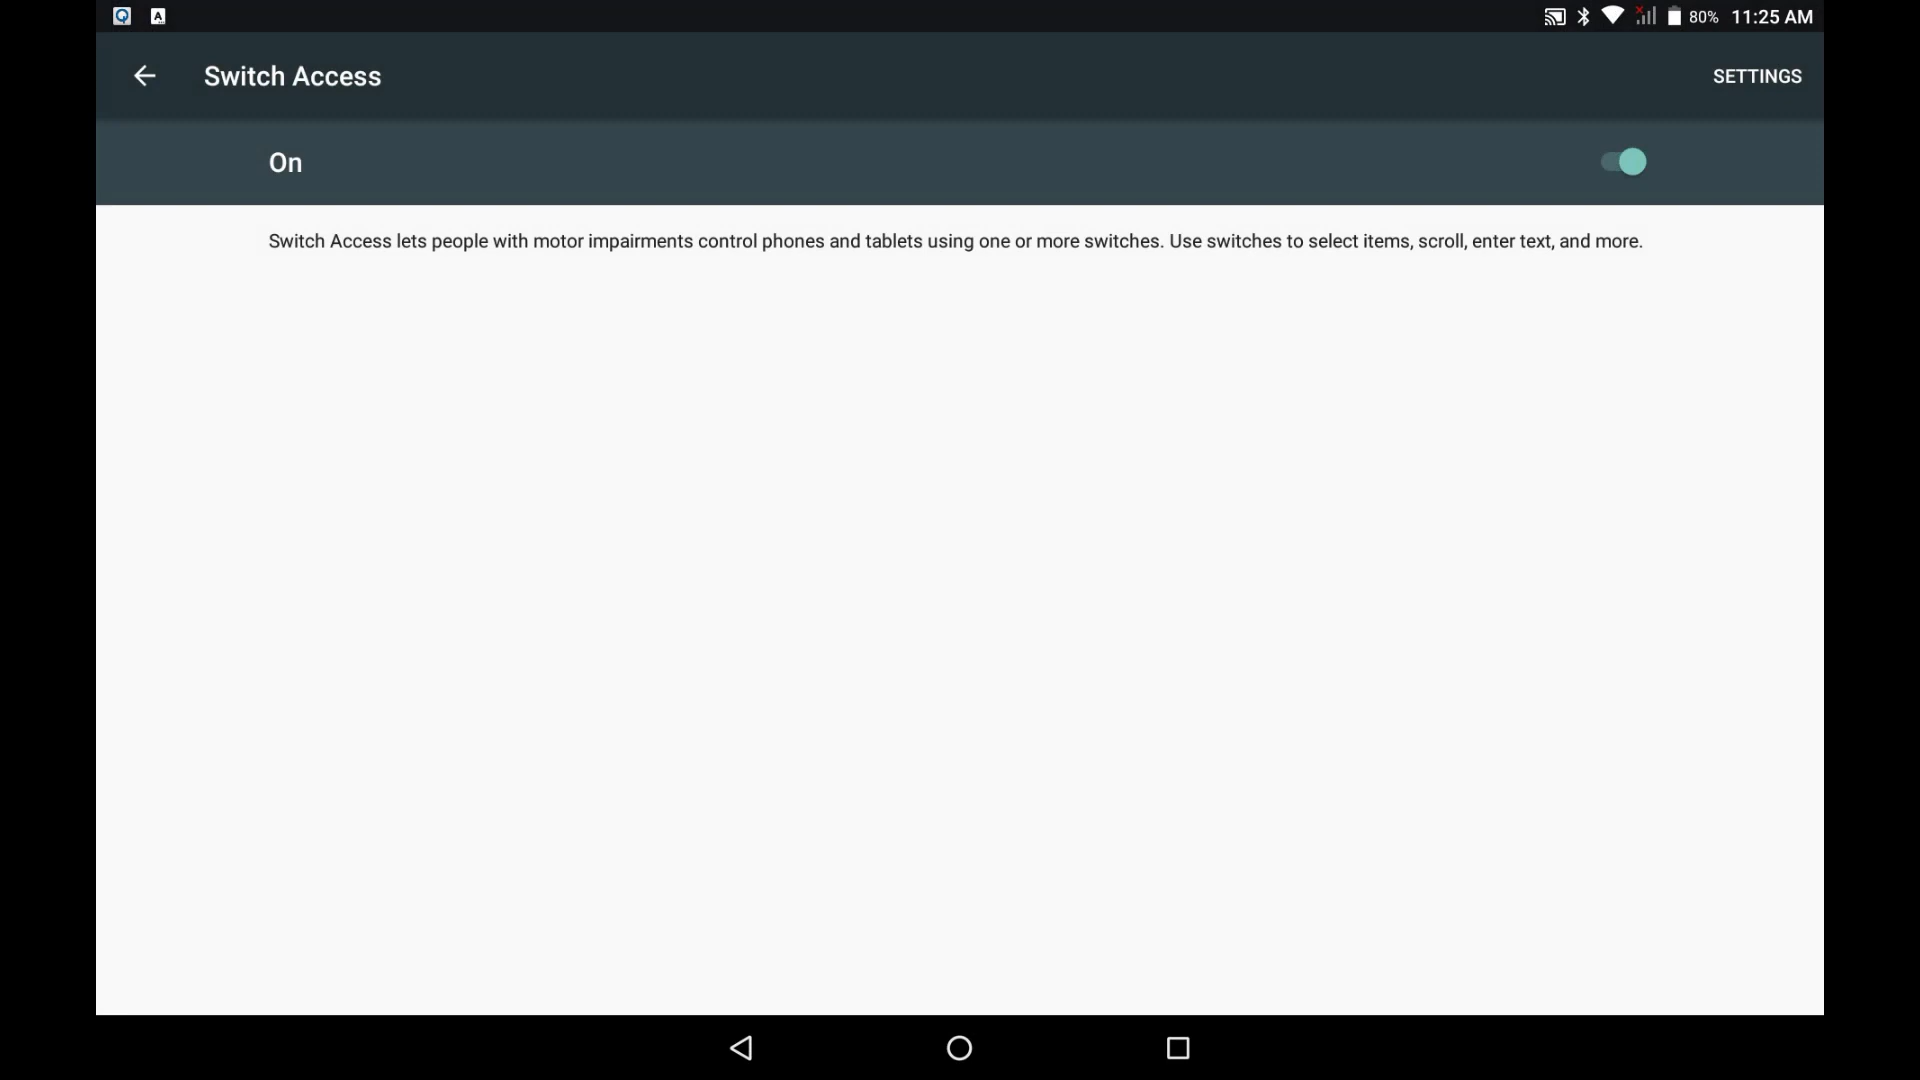 A
80% 11:25 AM
Switch Access
SETTINGS
On
Switch Access lets people with motor impairments control phones and tablets using one or more switches. Use switches to select items, scroll, enter text, and more.